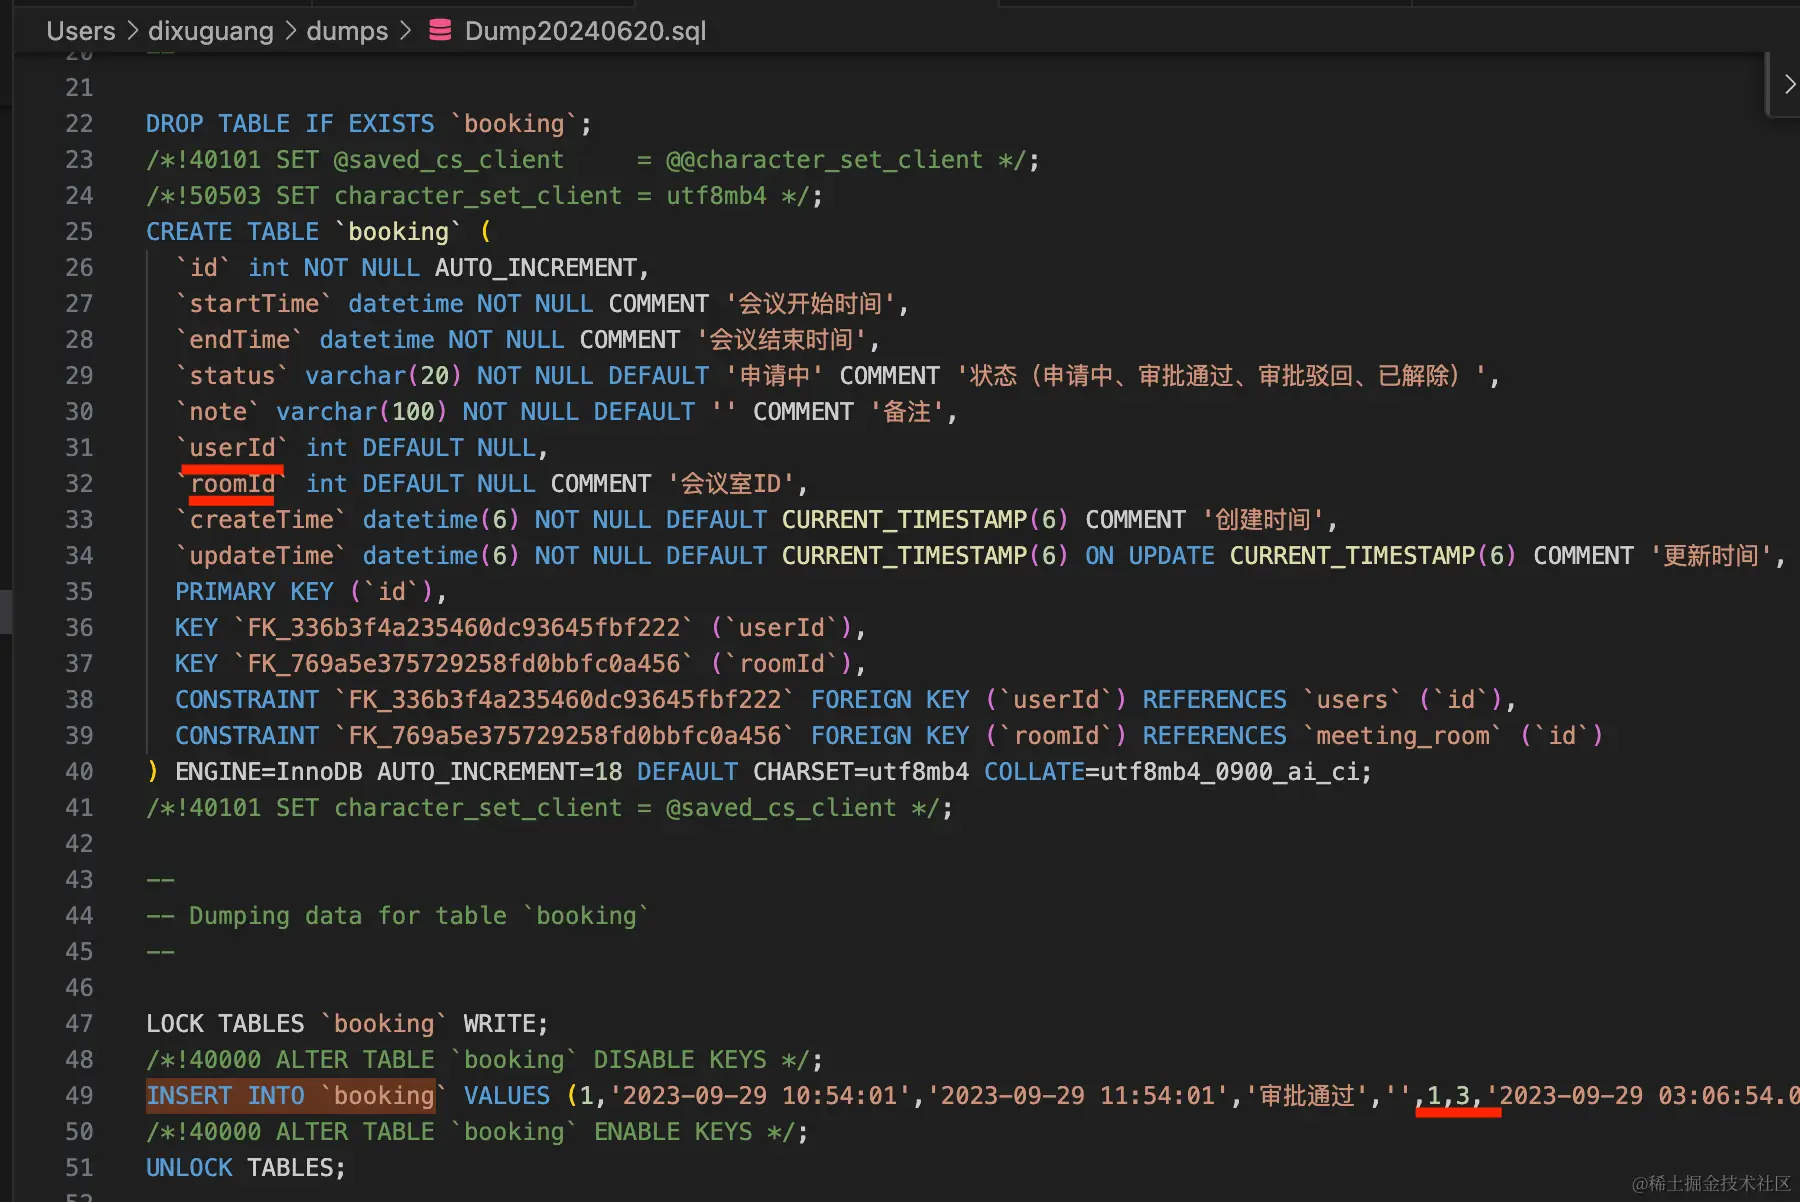 Users > dixuguang > dumps > Dump20240620.sql
20 --
21
22 DROP TABLE IF EXISTS `booking`;
23 /*!40101 SET @saved_cs_client     = @@character_set_client */;
24 /*!50503 SET character_set_client = utf8mb4 */;
25 CREATE TABLE `booking` (
26   `id` int NOT NULL AUTO_INCREMENT,
27   `startTime` datetime NOT NULL COMMENT '会议开始时间',
28   `endTime` datetime NOT NULL COMMENT '会议结束时间',
29   `status` varchar(20) NOT NULL DEFAULT '申请中' COMMENT '状态（申请中、审批通过、审批驳回、已解除）',
30   `note` varchar(100) NOT NULL DEFAULT '' COMMENT '备注',
31   `userId` int DEFAULT NULL,
32   `roomId` int DEFAULT NULL COMMENT '会议室ID',
33   `createTime` datetime(6) NOT NULL DEFAULT CURRENT_TIMESTAMP(6) COMMENT '创建时间',
34   `updateTime` datetime(6) NOT NULL DEFAULT CURRENT_TIMESTAMP(6) ON UPDATE CURRENT_TIMESTAMP(6) COMMENT '更新时间',
35   PRIMARY KEY (`id`),
36   KEY `FK_336b3f4a235460dc93645fbf222` (`userId`),
37   KEY `FK_769a5e375729258fd0bbfc0a456` (`roomId`),
38   CONSTRAINT `FK_336b3f4a235460dc93645fbf222` FOREIGN KEY (`userId`) REFERENCES `users` (`id`),
39   CONSTRAINT `FK_769a5e375729258fd0bbfc0a456` FOREIGN KEY (`roomId`) REFERENCES `meeting_room` (`id`)
40 ) ENGINE=InnoDB AUTO_INCREMENT=18 DEFAULT CHARSET=utf8mb4 COLLATE=utf8mb4_0900_ai_ci;
41 /*!40101 SET character_set_client = @saved_cs_client */;
42
43 --
44 -- Dumping data for table `booking`
45 --
46
47 LOCK TABLES `booking` WRITE;
48 /*!40000 ALTER TABLE `booking` DISABLE KEYS */;
49 INSERT INTO `booking` VALUES (1,'2023-09-29 10:54:01','2023-09-29 11:54:01','审批通过','',1,3,'2023-09-29 03:06:54.0
50 /*!40000 ALTER TABLE `booking` ENABLE KEYS */;
51 UNLOCK TABLES;
52
@稀土掘金技术社区